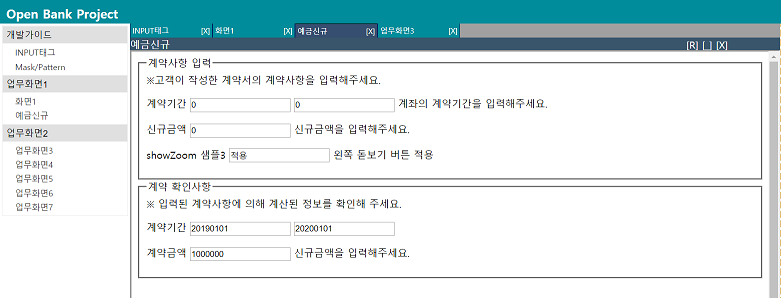 Open Bank Project
개발가이드
INPUT태그
Mask/Pattern
업무화면1
화면1
예금신규
업무화면2
업무화면3
업무화면4
업무화면5
업무화면6
업무화면7
INPUT태그 [X] 화면1 [X] 예금신규 [X] 업무화면3 [X]
예금신규 [R] [_] [X]
계약사항 입력
※고객이 작성한 계약서의 계약사항을 입력해주세요.
계약기간 0 0 계좌의 계약기간을 입력해주세요.
신규금액 0 신규금액을 입력해주세요.
showZoom 샘플3 적용 왼쪽 돋보기 버튼 적용
계약 확인사항
※ 입력된 계약사항에 의해 계산된 정보를 확인해 주세요.
계약기간 20190101 20200101
계약금액 1000000 신규금액을 입력해주세요.